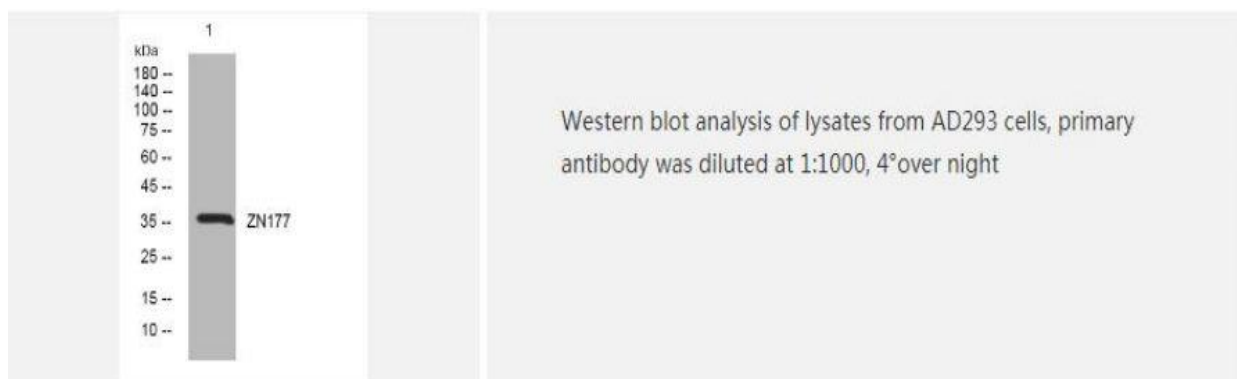 1
kDa
180 --
140 --
100 --
75 --
60 --
45 --
35 -- ZN177
25 --
15 --
10 --
Western blot analysis of lysates from AD293 cells, primary
antibody was diluted at 1:1000, 4°over night